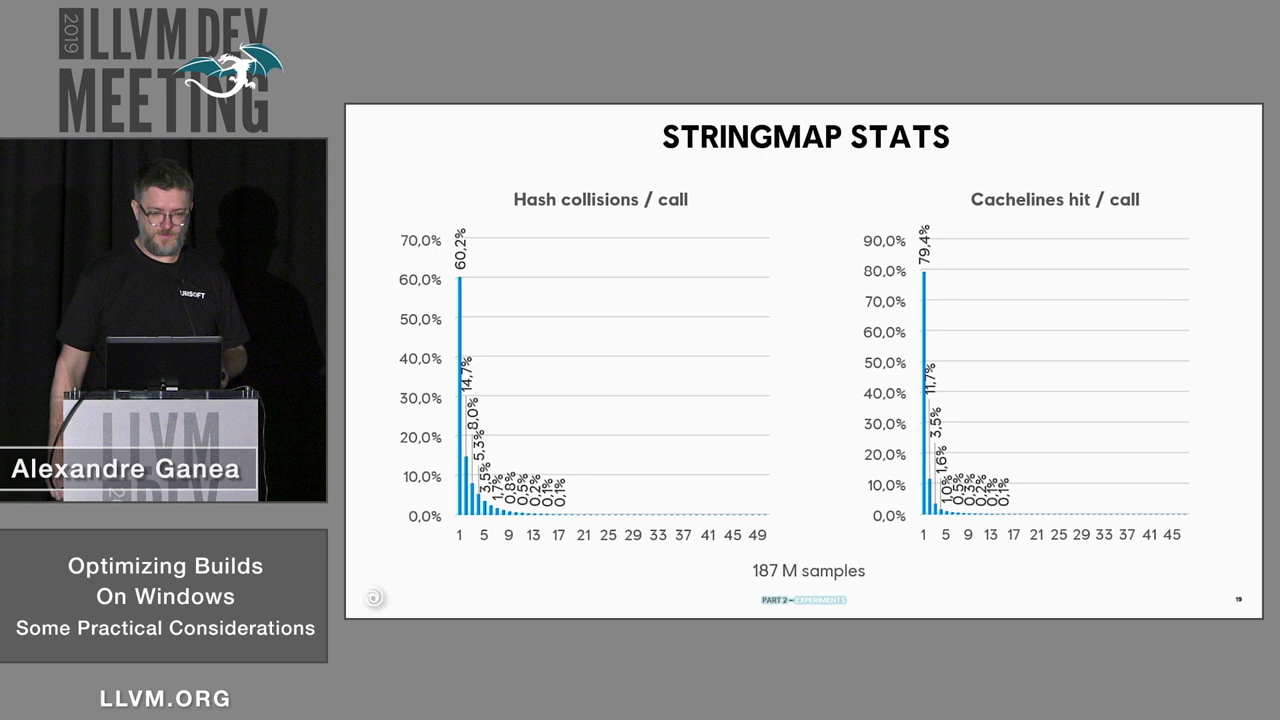 2019 LLVM DEV
MEETING
UBISOFT
LLVM
Alexandre Ganea
Optimizing Builds
On Windows
Some Practical Considerations
LLVM.ORG
STRINGMAP STATS
Hash collisions / call
70,0%
60,0%
50,0%
40,0%
30,0%
20,0%
10,0%
0,0%
60,2%
14,7%
8,0%
5,3%
3,5%
1,7%
0,8%
0,5%
0,2%
0,1%
0,1%
1 5 9 13 17 21 25 29 33 37 41 45 49
Cachelines hit / call
90,0%
80,0%
70,0%
60,0%
50,0%
40,0%
30,0%
20,0%
10,0%
0,0%
79,4%
11,7%
3,5%
1,6%
1,0%
0,5%
0,3%
0,2%
0,1%
0,1%
1 5 9 13 17 21 25 29 33 37 41 45
187 M samples
PART 2 – EXPERIMENTS
19